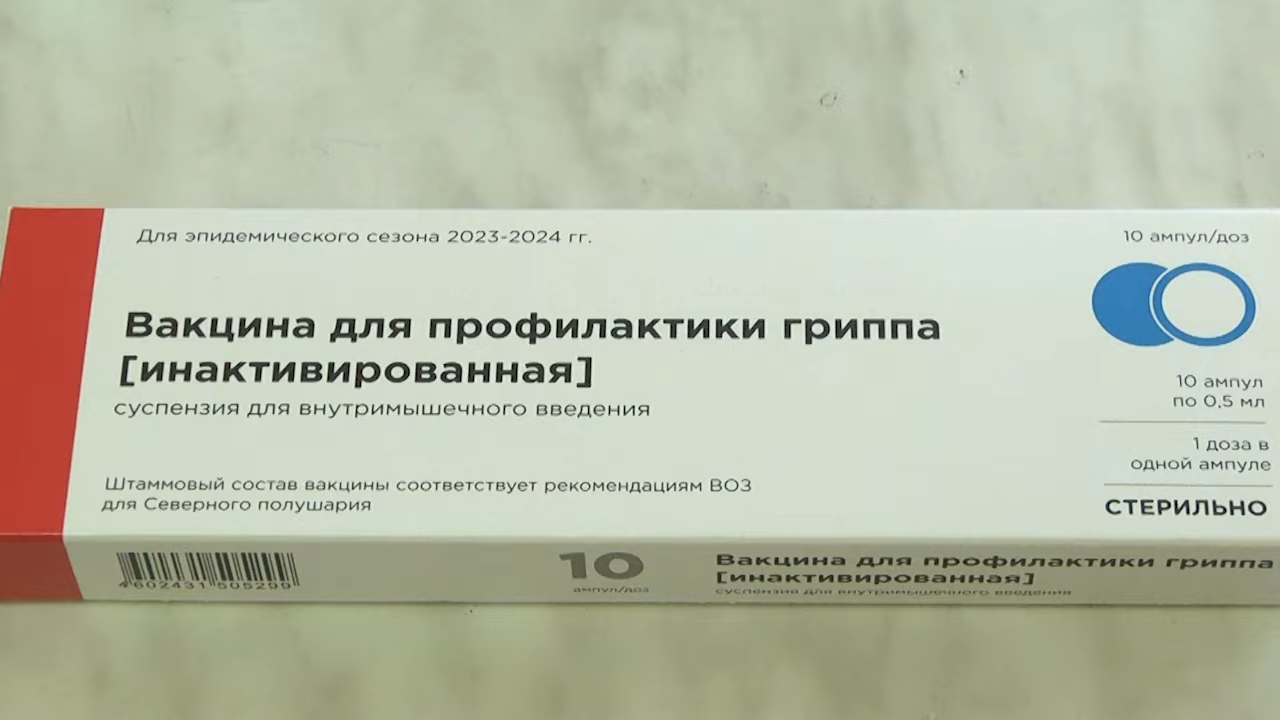 Для эпидемического сезона 2023-2024 гг.
10 ампул/доз
Вакцина для профилактики гриппа
[инактивированная]
суспензия для внутримышечного введения
10 ампул
по 0,5 мл
1 доза в
одной ампуле
Штаммовый состав вакцины соответствует рекомендациям ВОЗ
для Северного полушария
СТЕРИЛЬНО
4602431505299
10
ампул/доз
Вакцина для профилактики гриппа
[инактивированная]
суспензия для внутримышечного введения